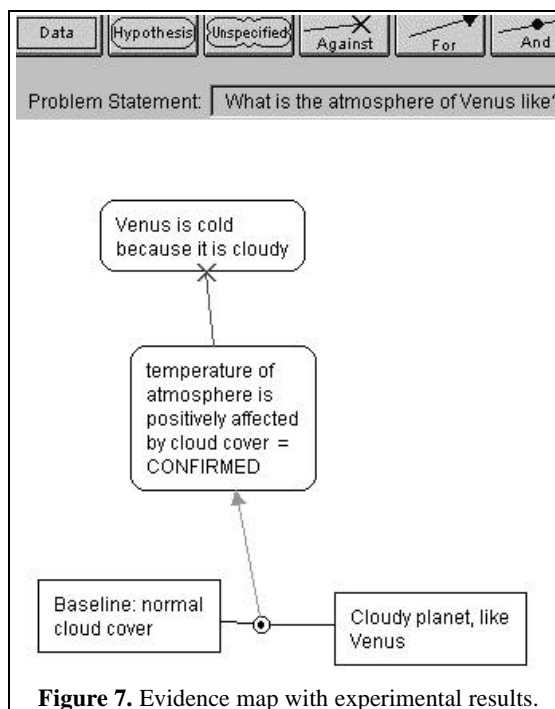 Data Hypothesis Unspecified Against For And
Problem Statement: What is the atmosphere of Venus like?
Venus is cold
because it is cloudy
temperature of
atmosphere is
positively affected
by cloud cover =
CONFIRMED
Baseline: normal
cloud cover
Cloudy planet, like
Venus
Figure 7. Evidence map with experimental results.